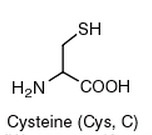 SH
H₂N COOH
Cysteine (Cys, C)